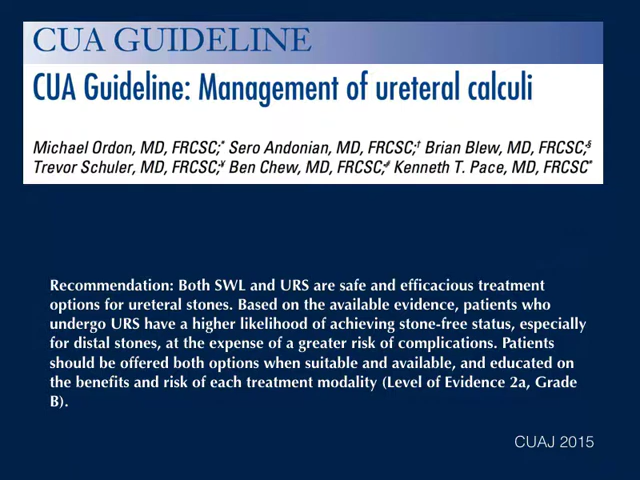 CUA GUIDELINE
CUA Guideline: Management of ureteral calculi
Michael Ordon, MD, FRCSC;* Sero Andonian, MD, FRCSC;† Brian Blew, MD, FRCSC;§
Trevor Schuler, MD, FRCSC;¥ Ben Chew, MD, FRCSC;≠ Kenneth T. Pace, MD, FRCSC*
Recommendation: Both SWL and URS are safe and efficacious treatment
options for ureteral stones. Based on the available evidence, patients who
undergo URS have a higher likelihood of achieving stone-free status, especially
for distal stones, at the expense of a greater risk of complications. Patients
should be offered both options when suitable and available, and educated on
the benefits and risk of each treatment modality (Level of Evidence 2a, Grade
B).
CUAJ 2015